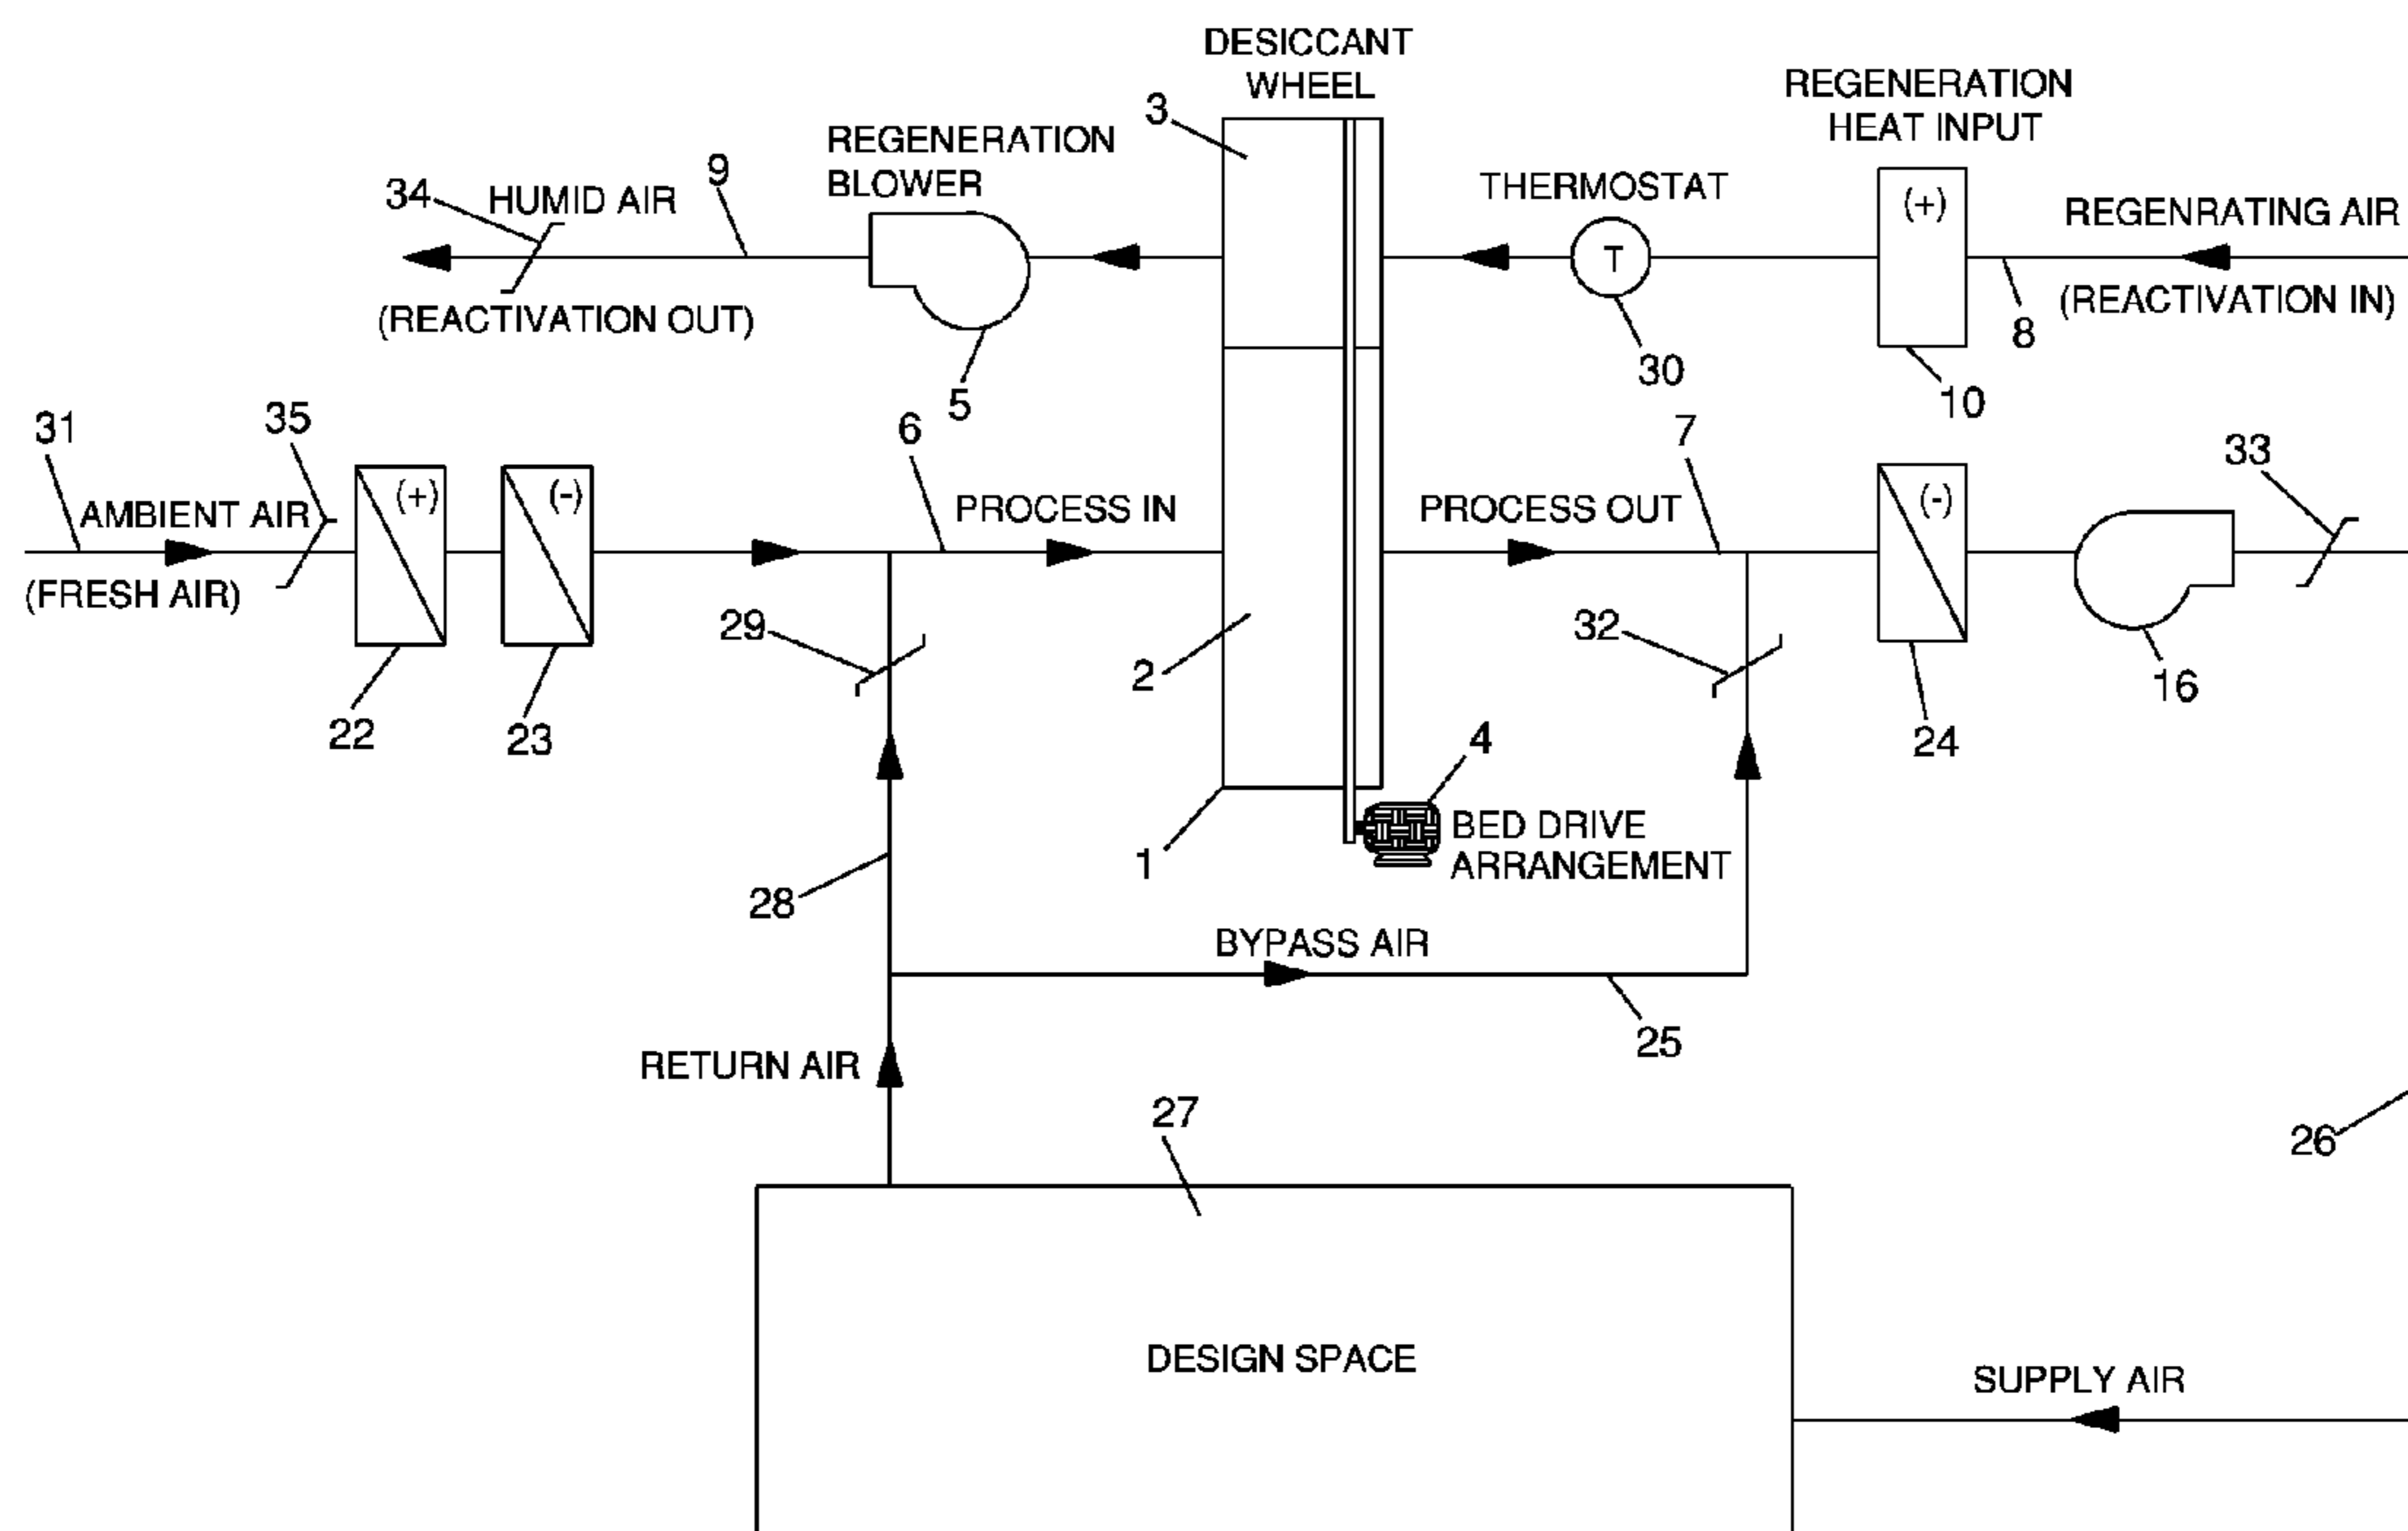 DESICCANT
WHEEL
3
REGENERATION
HEAT INPUT
REGENERATION
BLOWER
9
34
HUMID AIR
THERMOSTAT
(+)
REGENRATING AIR
T
(REACTIVATION OUT)
(REACTIVATION IN)
8
30
5
10
31
35
6
7
33
AMBIENT AIR
(+)
(-)
PROCESS IN
PROCESS OUT
(-)
(FRESH AIR)
29
32
2
16
22
23
4
24
BED DRIVE
ARRANGEMENT
1
28
BYPASS AIR
25
RETURN AIR
27
26
DESIGN SPACE
SUPPLY AIR